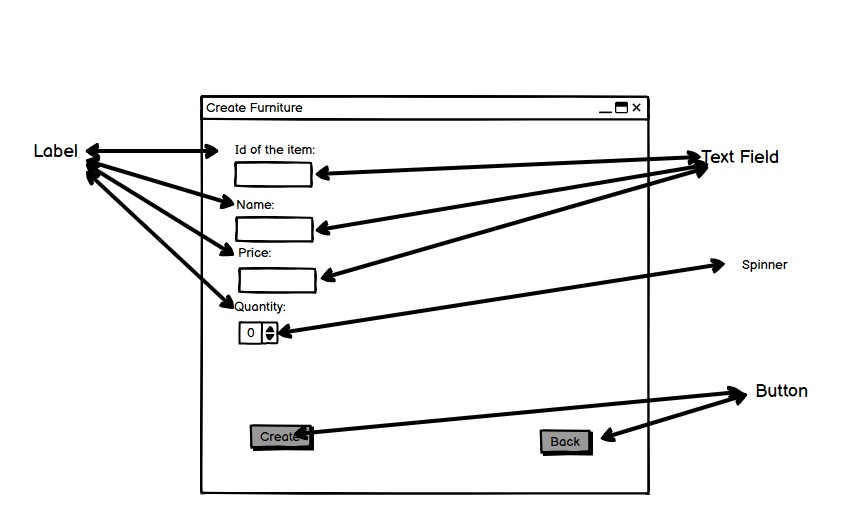 Create Furniture
Label
Id of the item:
Text Field
Name:
Price:
Spinner
Quantity:
0
Button
Create
Back